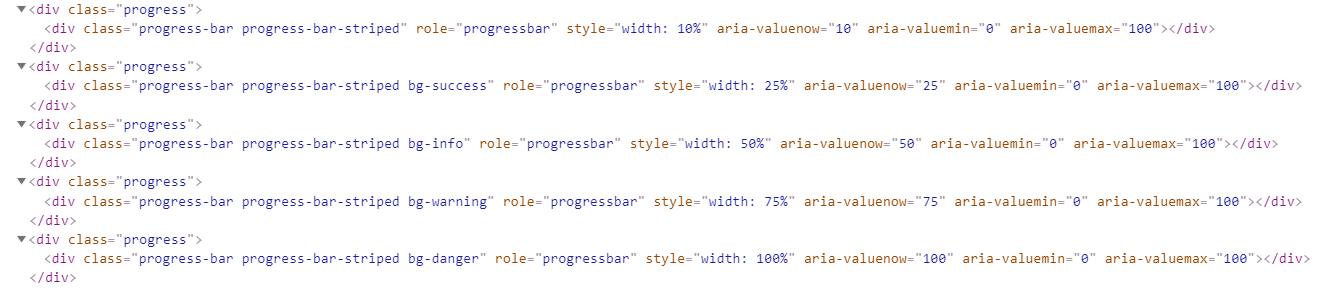 ▼<div class="progress">
<div class="progress-bar progress-bar-striped" role="progressbar" style="width: 10%" aria-valuenow="10" aria-valuemin="0" aria-valuemax="100"></div>
</div>
▼<div class="progress">
<div class="progress-bar progress-bar-striped bg-success" role="progressbar" style="width: 25%" aria-valuenow="25" aria-valuemin="0" aria-valuemax="100"></div>
</div>
▼<div class="progress">
<div class="progress-bar progress-bar-striped bg-info" role="progressbar" style="width: 50%" aria-valuenow="50" aria-valuemin="0" aria-valuemax="100"></div>
</div>
▼<div class="progress">
<div class="progress-bar progress-bar-striped bg-warning" role="progressbar" style="width: 75%" aria-valuenow="75" aria-valuemin="0" aria-valuemax="100"></div>
</div>
▼<div class="progress">
<div class="progress-bar progress-bar-striped bg-danger" role="progressbar" style="width: 100%" aria-valuenow="100" aria-valuemin="0" aria-valuemax="100"></div>
</div>